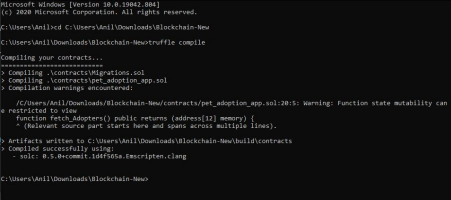 Microsoft Windows [Version 10.0.19042.804]
(c) 2020 Microsoft Corporation. All rights reserved.
C:\Users\Anil>cd C:\Users\Anil\Downloads\Blockchain-New
C:\Users\Anil\Downloads\Blockchain-New>truffle compile
Compiling your contracts...
===========================
> Compiling .\contracts\Migrations.sol
> Compiling .\contracts\pet_adoption_app.sol
> Compilation warnings encountered:
/C/Users/Anil/Downloads/Blockchain-New/contracts/pet_adoption_app.sol:20:5: Warning: Function state mutability can b
e restricted to view
function fetch_Adopters() public returns (address[12] memory) {
^ (Relevant source part starts here and spans across multiple lines).
> Artifacts written to C:\Users\Anil\Downloads\Blockchain-New\build\contracts
> Compiled successfully using:
- solc: 0.5.0+commit.1d4f565a.Emscripten.clang
C:\Users\Anil\Downloads\Blockchain-New>